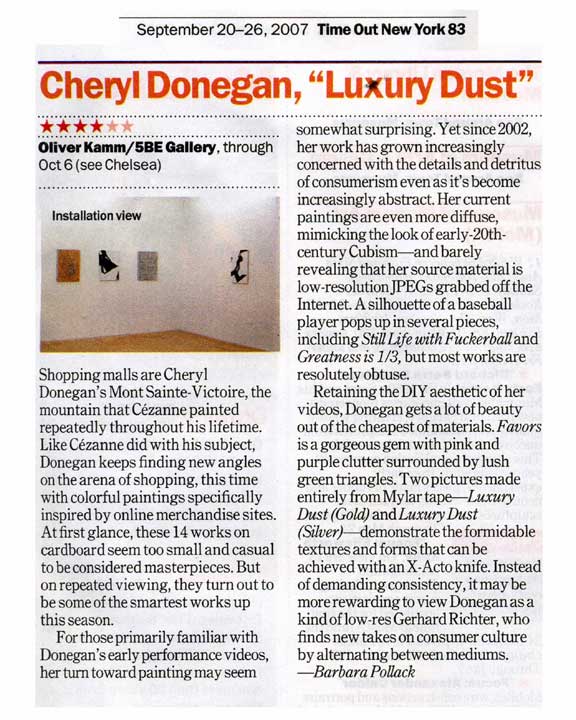 September 20–26, 2007 Time Out New York 83
Cheryl Donegan, “Luxury Dust”
Oliver Kamm/5BE Gallery, through
Oct 6 (see Chelsea)
Installation view
Shopping malls are Cheryl
Donegan’s Mont Sainte-Victoire, the
mountain that Cézanne painted
repeatedly throughout his lifetime.
Like Cézanne did with his subject,
Donegan keeps finding new angles
on the arena of shopping, this time
with colorful paintings specifically
inspired by online merchandise sites.
At first glance, these 14 works on
cardboard seem too small and casual
to be considered masterpieces. But
on repeated viewing, they turn out to
be some of the smartest works up
this season.
For those primarily familiar with
Donegan’s early performance videos,
her turn toward painting may seem
somewhat surprising. Yet since 2002,
her work has grown increasingly
concerned with the details and detritus
of consumerism even as it’s become
increasingly abstract. Her current
paintings are even more diffuse,
mimicking the look of early-20th-
century Cubism—and barely
revealing that her source material is
low-resolution JPEGs grabbed off the
Internet. A silhouette of a baseball
player pops up in several pieces,
including Still Life with Fuckerball and
Greatness is 1/3, but most works are
resolutely obtuse.
Retaining the DIY aesthetic of her
videos, Donegan gets a lot of beauty
out of the cheapest of materials. Favors
is a gorgeous gem with pink and
purple clutter surrounded by lush
green triangles. Two pictures made
entirely from Mylar tape—Luxury
Dust (Gold) and Luxury Dust
(Silver)—demonstrate the formidable
textures and forms that can be
achieved with an X-Acto knife. Instead
of demanding consistency, it may be
more rewarding to view Donegan as a
kind of low-res Gerhard Richter, who
finds new takes on consumer culture
by alternating between mediums.
—Barbara Pollack